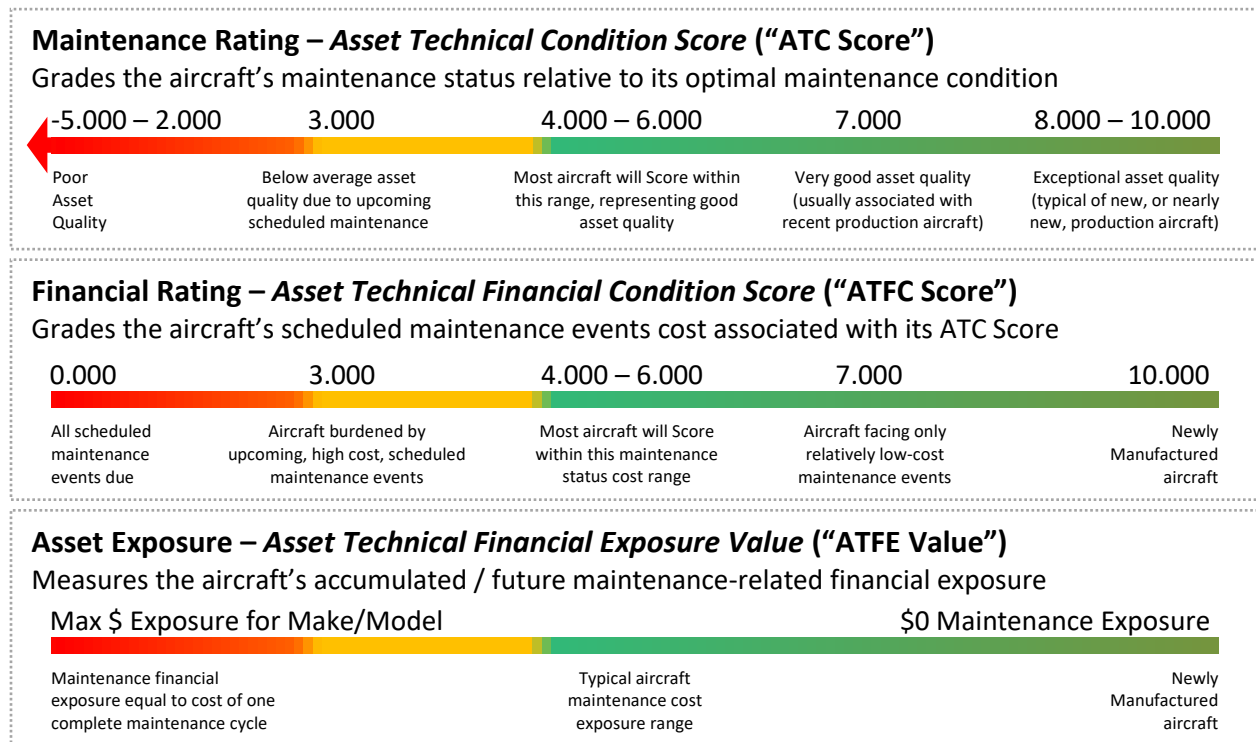 Maintenance Rating – Asset Technical Condition Score (“ATC Score”)
Grades the aircraft’s maintenance status relative to its optimal maintenance condition
-5.000 – 2.000 3.000 4.000 – 6.000 7.000 8.000 – 10.000
Poor
Asset
Quality
Below average asset
quality due to upcoming
scheduled maintenance
Most aircraft will Score within
this range, representing good
asset quality
Very good asset quality
(usually associated with
recent production aircraft)
Exceptional asset quality
(typical of new, or nearly
new, production aircraft)
Financial Rating – Asset Technical Financial Condition Score (“ATFC Score”)
Grades the aircraft’s scheduled maintenance events cost associated with its ATC Score
0.000 3.000 4.000 – 6.000 7.000 10.000
All scheduled
maintenance
events due
Aircraft burdened by
upcoming, high cost, scheduled
maintenance events
Most aircraft will Score
within this maintenance
status cost range
Aircraft facing only
relatively low-cost
maintenance events
Newly
Manufactured
aircraft
Asset Exposure – Asset Technical Financial Exposure Value (“ATFE Value”)
Measures the aircraft’s accumulated / future maintenance-related financial exposure
Max $ Exposure for Make/Model $0 Maintenance Exposure
Maintenance financial
exposure equal to cost of one
complete maintenance cycle
Typical aircraft
maintenance cost
exposure range
Newly
Manufactured
aircraft